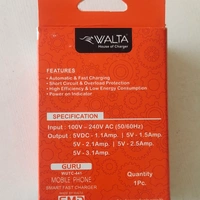 WALTA
House of Charger
FEATURES
• Automatic & Fast Charging
• Short Circuit & Overload Protection
• High Efficiency & Low Energy Consumption
• Power on Indicator
SPECIFICATION
Input : 100V - 240V AC (50/60Hz)
Output : 5VDC - 1.1Amp. | 5V - 1.5Amp.
5V - 2.1Amp. | 5V - 2.5Amp.
5V - 3.1Amp.
GURU
WUTC-441
MOBILE PHONE
SMART FAST CHARGER
Quantity
1Pc.